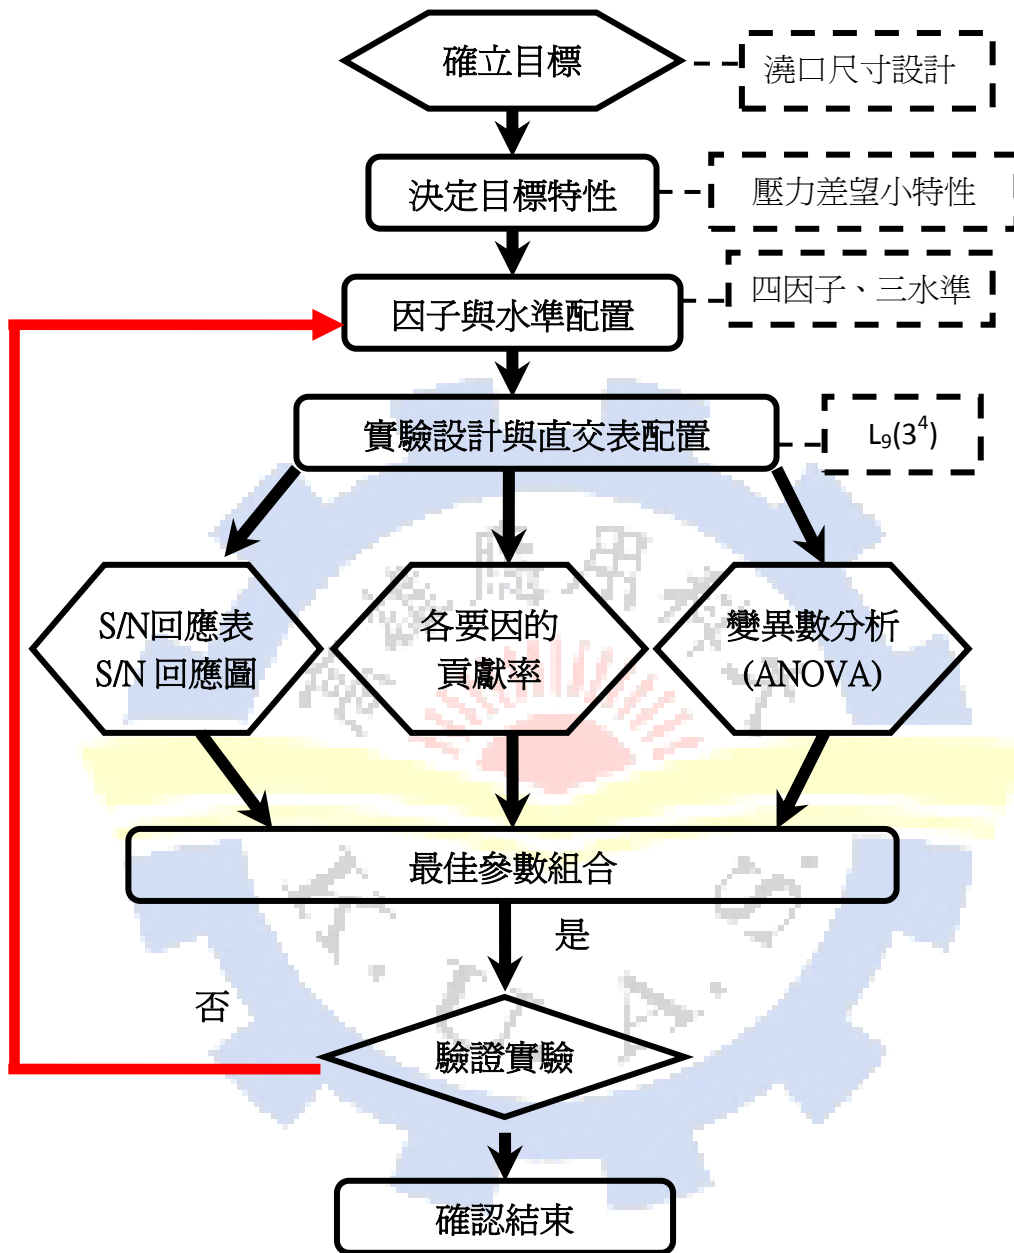 確立目標
澆口尺寸設計
決定目標特性
壓力差望小特性
因子與水準配置
四因子、三水準
實驗設計與直交表配置
L₉(3⁴)
S/N回應表
S/N 回應圖
各要因的
貢獻率
變異數分析
(ANOVA)
最佳參數組合
是
否
驗證實驗
確認結束